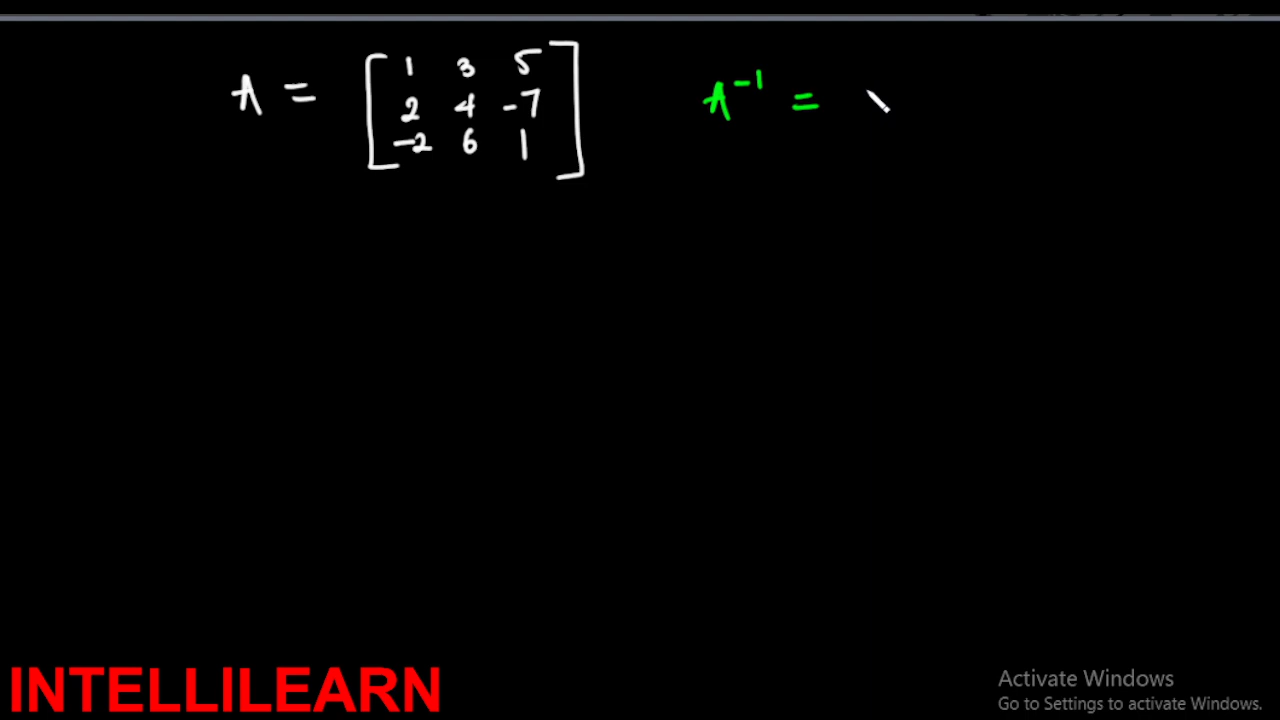 A = [1 3 5
2 4 -7
-2 6 1]
A⁻¹ =
INTELLILEARN
Activate Windows
Go to Settings to activate Windows.